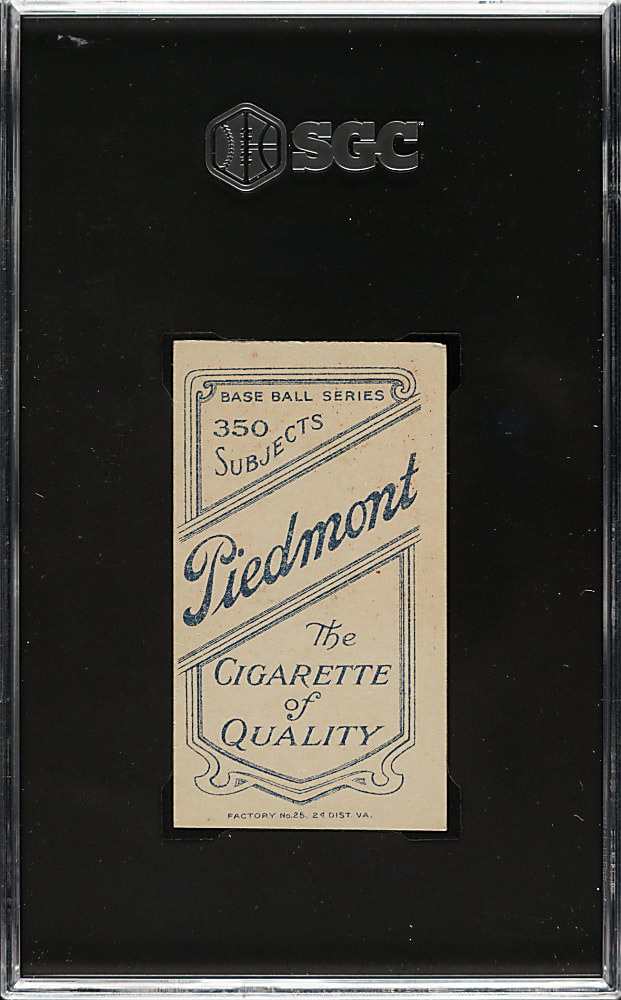 SGC
BASE BALL SERIES
350
SUBJECTS
Piedmont
The
CIGARETTE
of
QUALITY
FACTORY No.25. 2d DIST. VA.